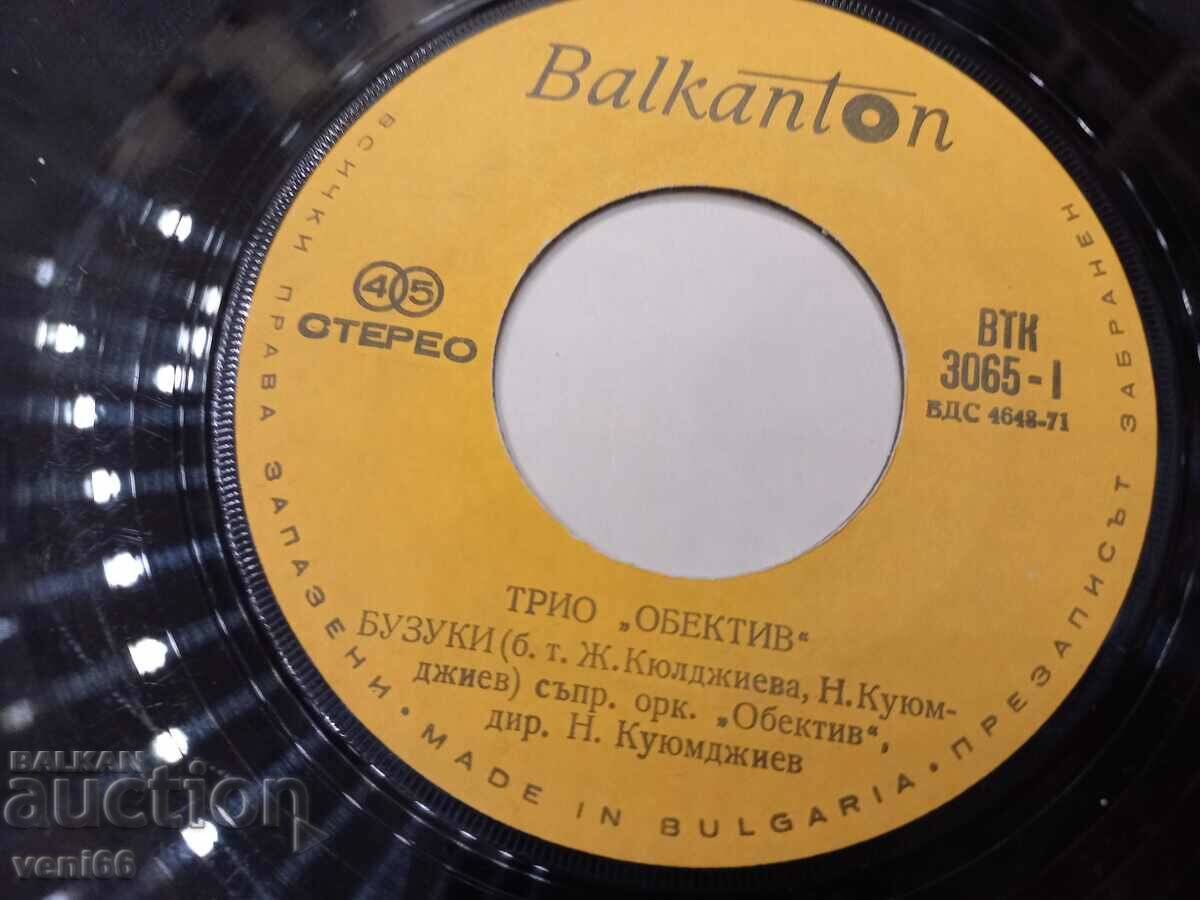 Balkanton
45
СТЕРЕО
ВТК
3065-1
БДС 4648-71
ТРИО „ОБЕКТИВ“
БУЗУКИ (б. т. Ж. Кюлджиева, Н. Куюм-
джиев) съпр. орк. „Обектив“,
дир. Н. Куюмджиев
ВСИЧКИ ПРАВА ЗАПАЗЕНИ • MADE IN BULGARIA • ПРЕЗАПИСЪТ ЗАБРАНЕН
BALKAN
auction
veni66